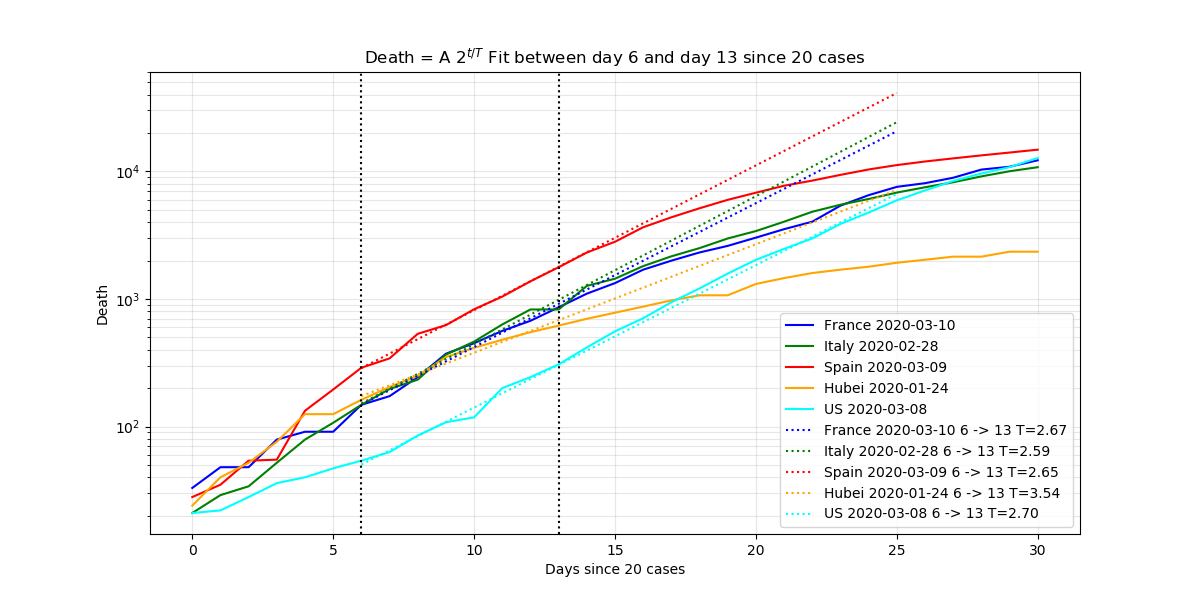 Death = A 2^{t/T} Fit between day 6 and day 13 since 20 cases
Death
10^4
10^3
10^2
0 5 10 15 20 25 30
Days since 20 cases
France 2020-03-10
Italy 2020-02-28
Spain 2020-03-09
Hubei 2020-01-24
US 2020-03-08
France 2020-03-10 6 -> 13 T=2.67
Italy 2020-02-28 6 -> 13 T=2.59
Spain 2020-03-09 6 -> 13 T=2.65
Hubei 2020-01-24 6 -> 13 T=3.54
US 2020-03-08 6 -> 13 T=2.70